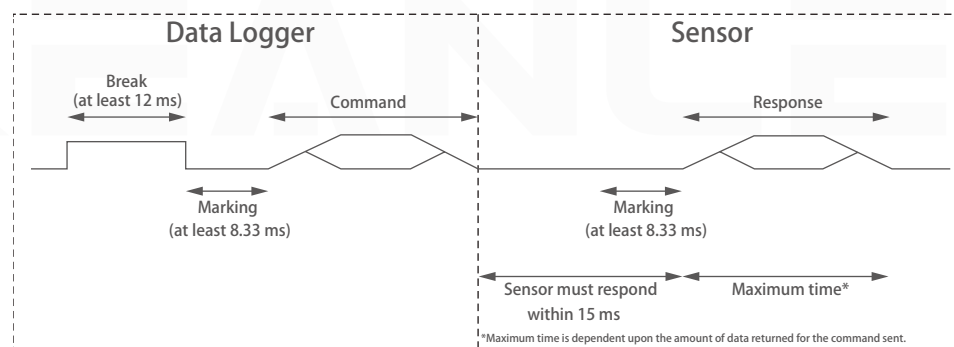 Data Logger
Sensor
Break
(at least 12 ms)
Command
Response
Marking
(at least 8.33 ms)
Marking
(at least 8.33 ms)
Sensor must respond
within 15 ms
Maximum time*
*Maximum time is dependent upon the amount of data returned for the command sent.